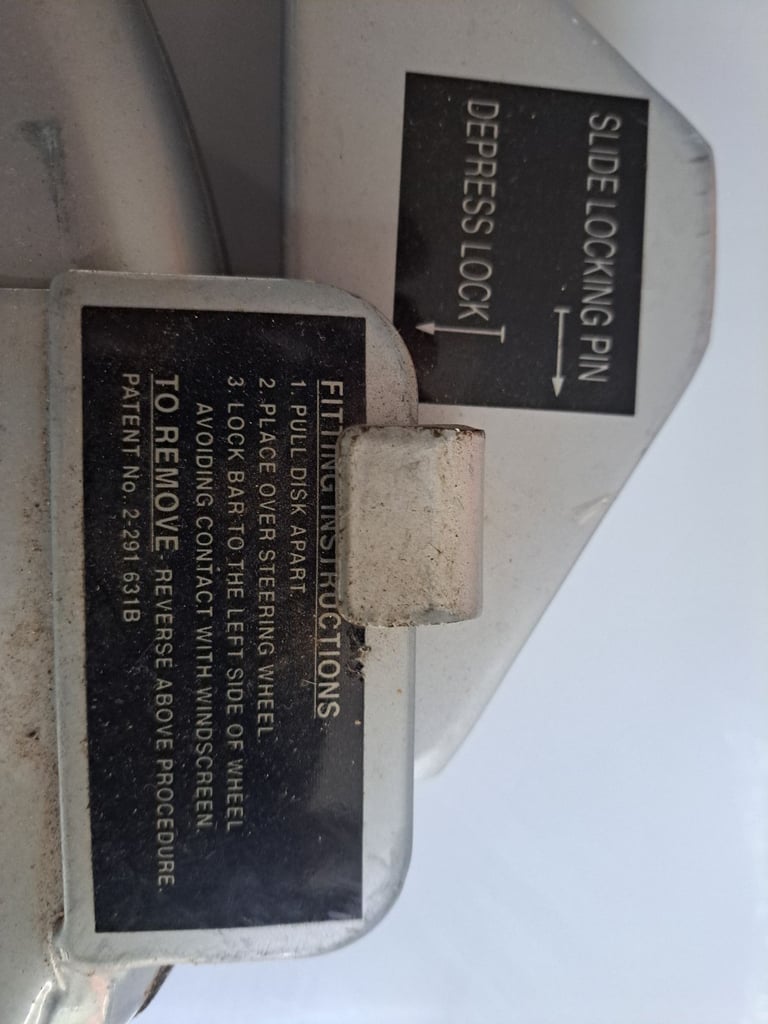 SLIDE LOCKING PIN
DEPRESS LOCK
FITTING INSTRUCTIONS
1. PULL DISK APART
2. PLACE OVER STEERING WHEEL
3. LOCK BAR TO THE LEFT SIDE OF WHEEL
AVOIDING CONTACT WITH WINDSCREEN.
TO REMOVE REVERSE ABOVE PROCEDURE.
PATENT No. 2-291 631B